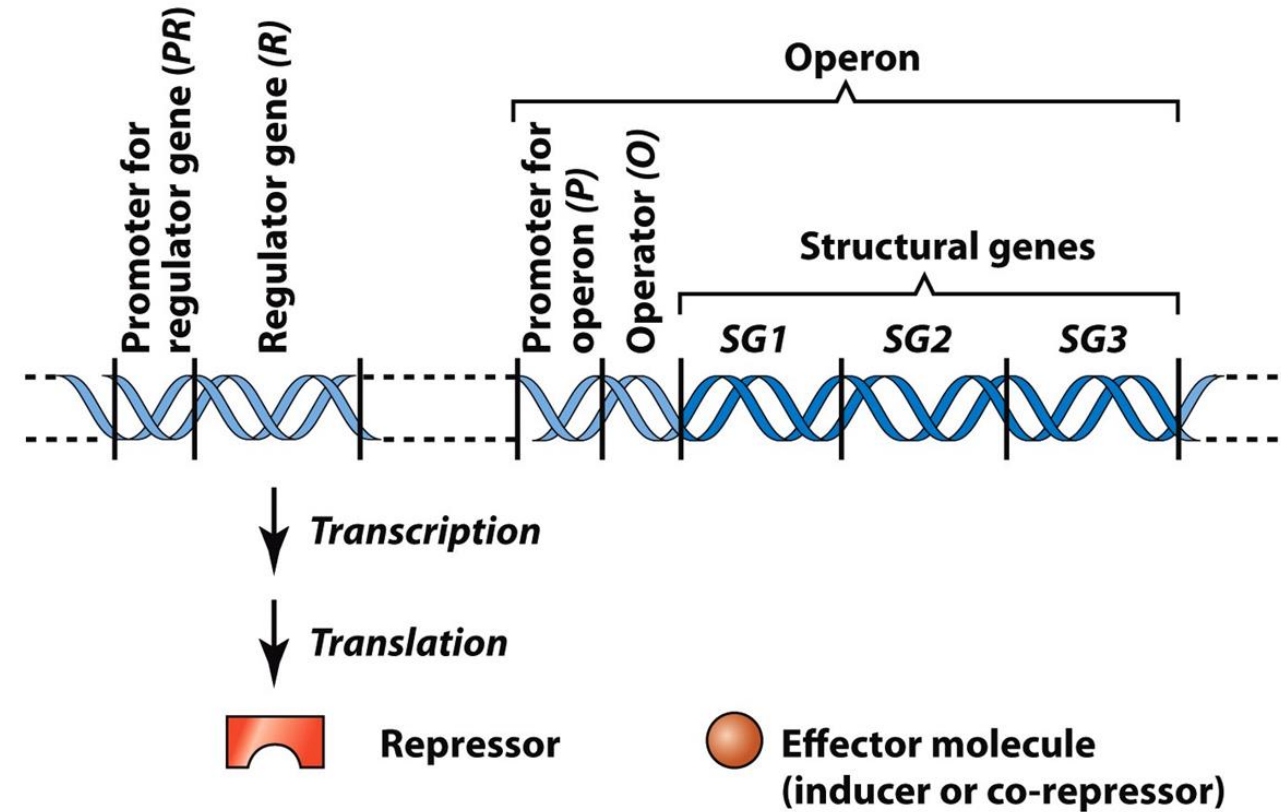 Promoter for
regulator gene (PR)
Regulator gene (R)
Operon
Promoter for
operon (P)
Operator (O)
Structural genes
SG1
SG2
SG3
Transcription
Translation
Repressor
Effector molecule
(inducer or co-repressor)